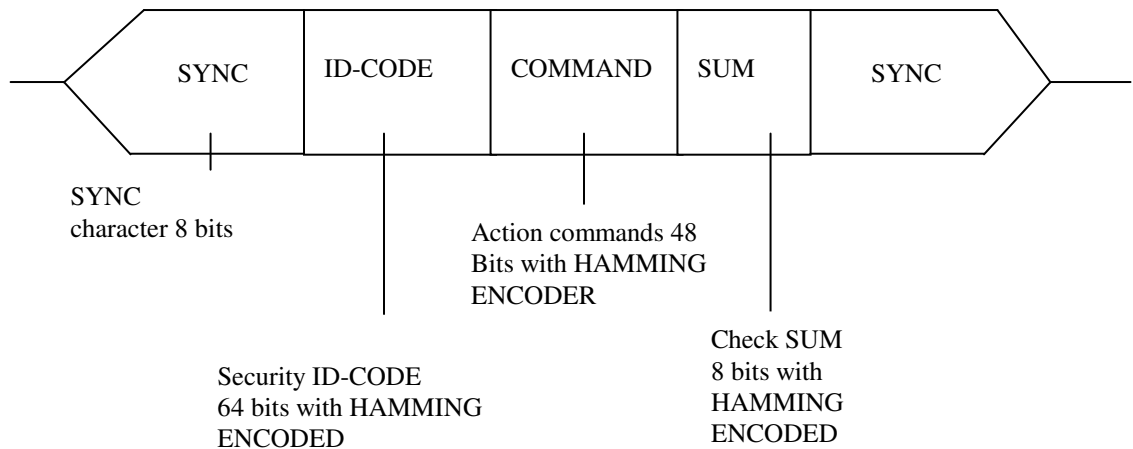 SYNC ID-CODE COMMAND SUM SYNC
SYNC
character 8 bits
Action commands 48
Bits with HAMMING
ENCODER
Check SUM
8 bits with
HAMMING
ENCODED
Security ID-CODE
64 bits with HAMMING
ENCODED